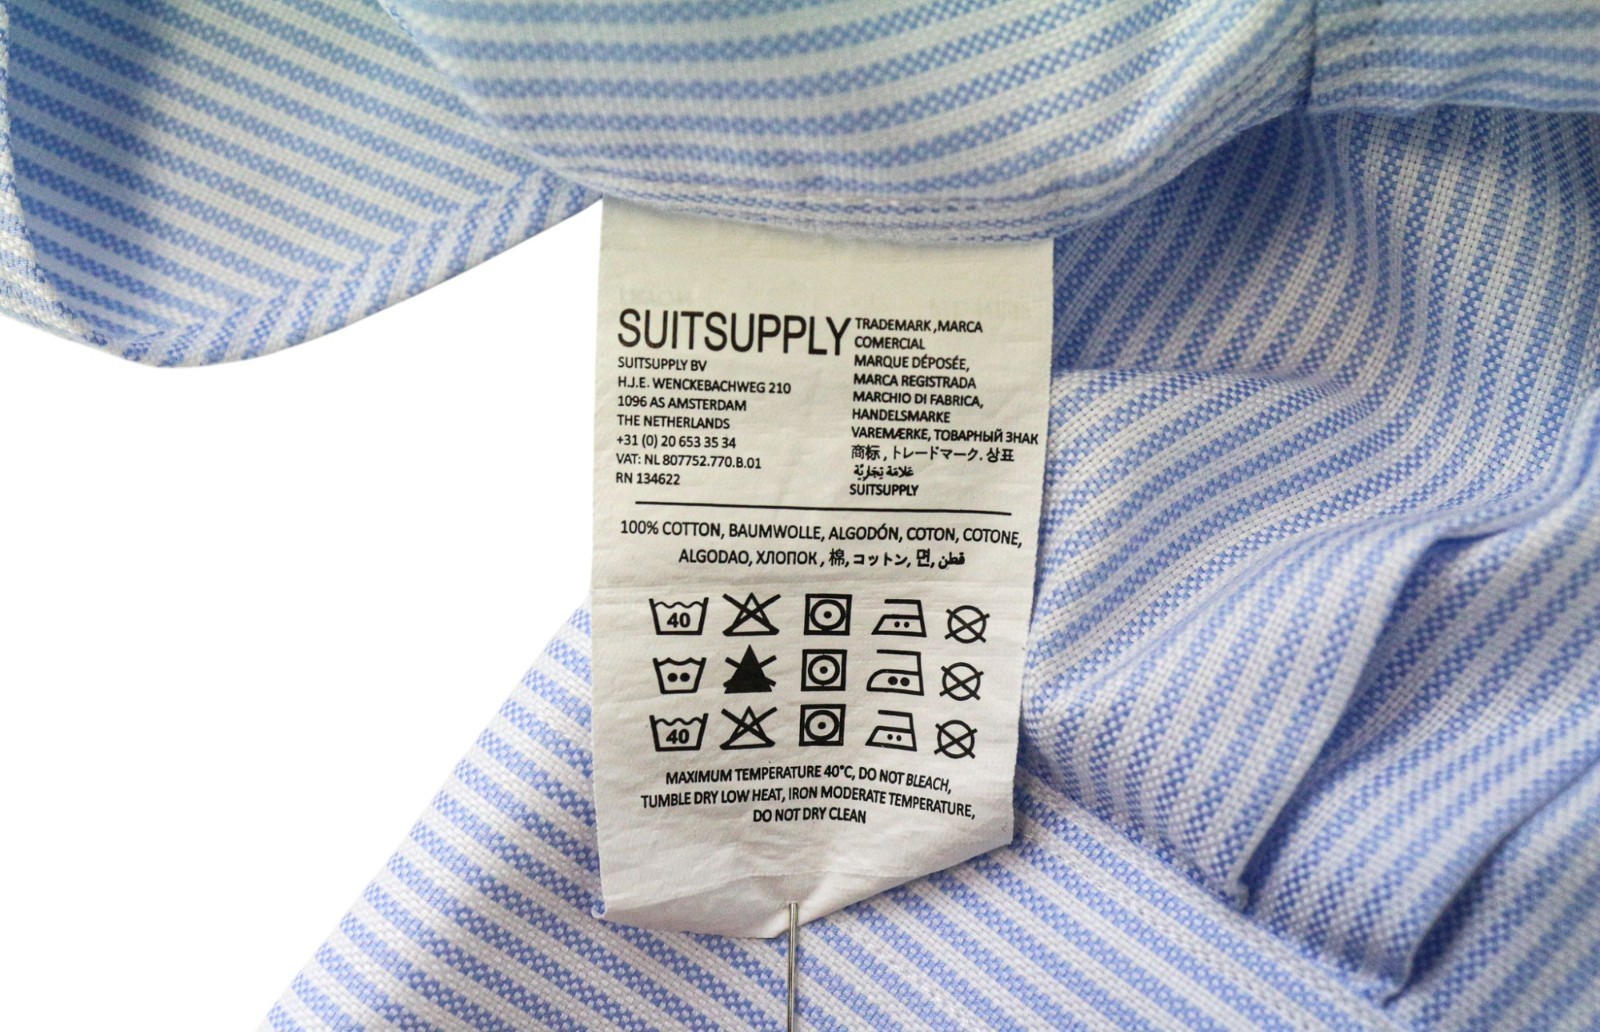 SUITSUPPLY
SUITSUPPLY BV
H.J.E. WENCKEBACHWEG 210
1096 AS AMSTERDAM
THE NETHERLANDS
+31 (0) 20 653 35 34
VAT: NL 807752.770.B.01
RN 134622
TRADEMARK ,MARCA
COMERCIAL
MARQUE DÉPOSÉE,
MARCA REGISTRADA
MARCHIO DI FABRICA,
HANDELSMARKE
VAREMÆRKE, ТОВАРНЫЙ ЗНАК
商标 , トレードマーク. 상표
عَلامَة تِجَارِيَّة
SUITSUPPLY
100% COTTON, BAUMWOLLE, ALGODÓN, COTON, COTONE,
ALGODAO, ХЛОПОК , 棉, コットン, 면, قطن
40
40
MAXIMUM TEMPERATURE 40°C, DO NOT BLEACH,
TUMBLE DRY LOW HEAT, IRON MODERATE TEMPERATURE,
DO NOT DRY CLEAN